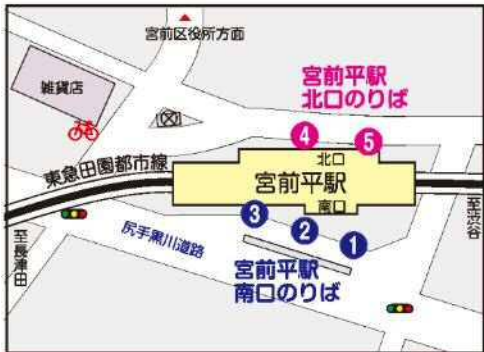 宮前区役所方面
雑貨店
宮前平駅
北口のりば
4
5
東急田園都市線
北口
宮前平駅
南口
至渋谷
3
2
1
至長津田
尻手黒川道路
宮前平駅
南口のりば